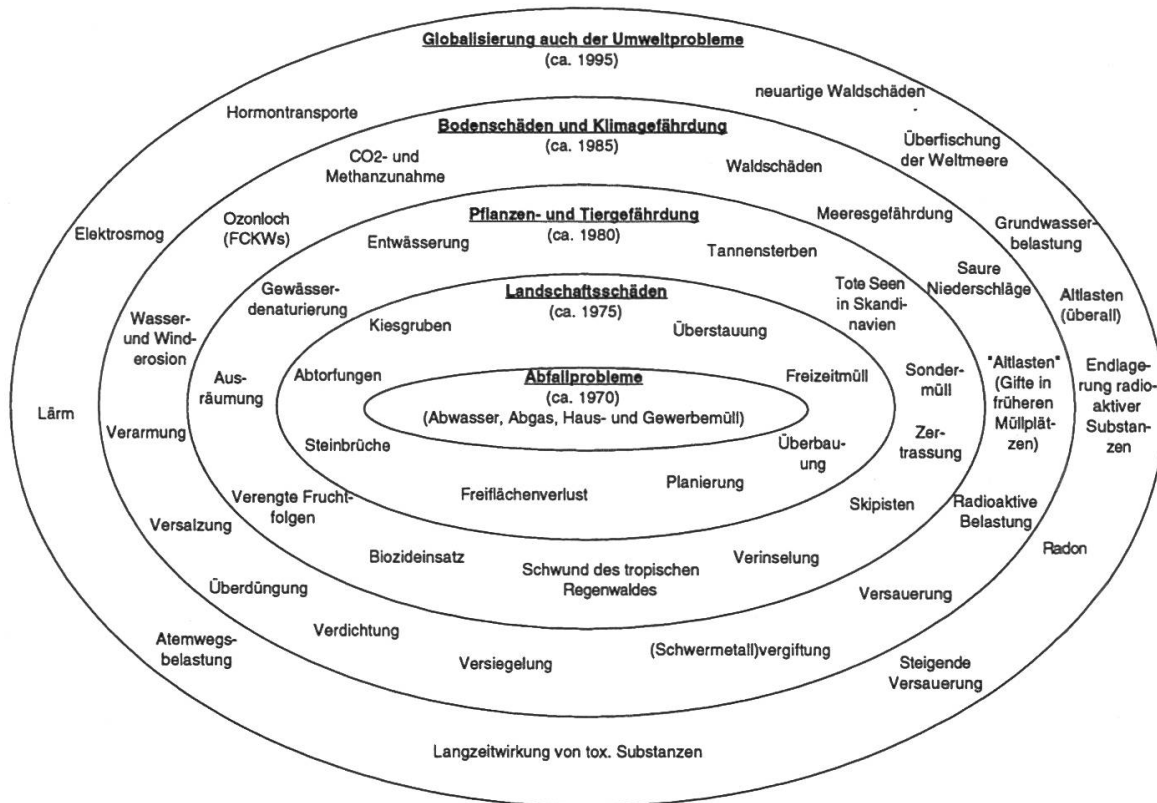 Globalisierung auch der Umweltprobleme
(ca. 1995)
neuartige Waldschäden
Hormontransporte
Bodenschäden und Klimagefährdung
(ca. 1985)
Überfischung
der Weltmeere
CO2- und
Methanzunahme
Waldschäden
Elektrosmog
Ozonloch
(FCKWs)
Pflanzen- und Tiergefährdung
(ca. 1980)
Meeresgefährdung
Grundwasser-
belastung
Entwässerung
Tannensterben
Gewässer-
denaturierung
Landschaftsschäden
(ca. 1975)
Tote Seen
in Skandi-
navien
Saure
Niederschläge
Altlasten
(überall)
Wasser-
und Wind-
erosion
Kiesgruben
Überstauung
Aus-
räumung
Abtorfungen
Abfallprobleme
(ca. 1970)
(Abwasser, Abgas, Haus- und Gewerbemüll)
Freizeitmüll
Sonder-
müll
"Altlasten"
(Gifte in
früheren
Müllplät-
zen)
Endlage-
rung radio-
aktiver
Substan-
zen
Lärm
Verarmung
Steinbrüche
Überbau-
ung
Zer-
trassung
Verengte Frucht-
folgen
Freiflächenverlust
Planierung
Skipisten
Radioaktive
Belastung
Versalzung
Biozideinsatz
Schwund des tropischen
Regenwaldes
Verinselung
Radon
Überdüngung
Versauerung
Atemwegs-
belastung
Verdichtung
Versiegelung
(Schwermetall)vergiftung
Steigende
Versauerung
Langzeitwirkung von tox. Substanzen